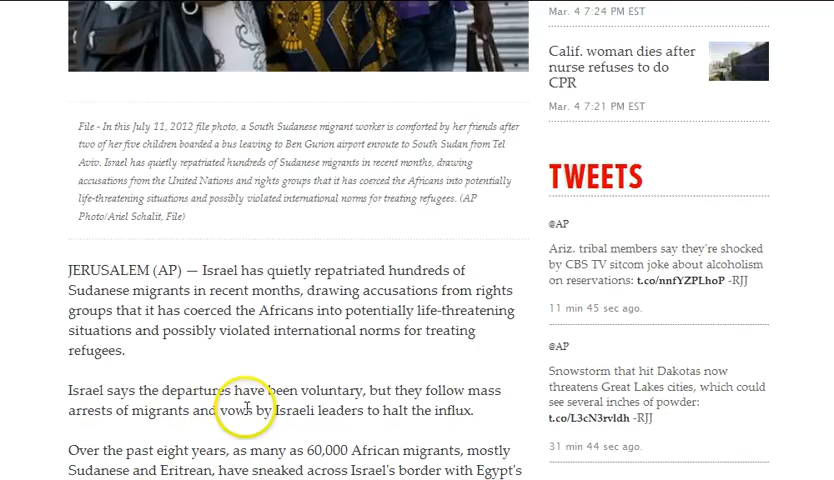 File - In this July 11, 2012 file photo, a South Sudanese migrant worker is comforted by her friends after
two of her five children boarded a bus leaving to Ben Gurion airport enroute to South Sudan from Tel
Aviv. Israel has quietly repatriated hundreds of Sudanese migrants in recent months, drawing
accusations from the United Nations and rights groups that it has coerced the Africans into potentially
life-threatening situations and possibly violated international norms for treating refugees. (AP
Photo/Ariel Schalit, File)
JERUSALEM (AP) — Israel has quietly repatriated hundreds of
Sudanese migrants in recent months, drawing accusations from rights
groups that it has coerced the Africans into potentially life-threatening
situations and possibly violated international norms for treating
refugees.
Israel says the departures have been voluntary, but they follow mass
arrests of migrants and vows by Israeli leaders to halt the influx.
Over the past eight years, as many as 60,000 African migrants, mostly
Sudanese and Eritrean, have sneaked across Israel's border with Egypt's
Mar. 4 7:24 PM EST
Calif. woman dies after
nurse refuses to do
CPR
Mar. 4 7:21 PM EST
TWEETS
@AP
Ariz. tribal members say they're shocked
by CBS TV sitcom joke about alcoholism
on reservations: t.co/nnfYZPLhoP -RJJ
11 min 45 sec ago.
@AP
Snowstorm that hit Dakotas now
threatens Great Lakes cities, which could
see several inches of powder:
t.co/L3cN3rvldh -RJJ
31 min 44 sec ago.